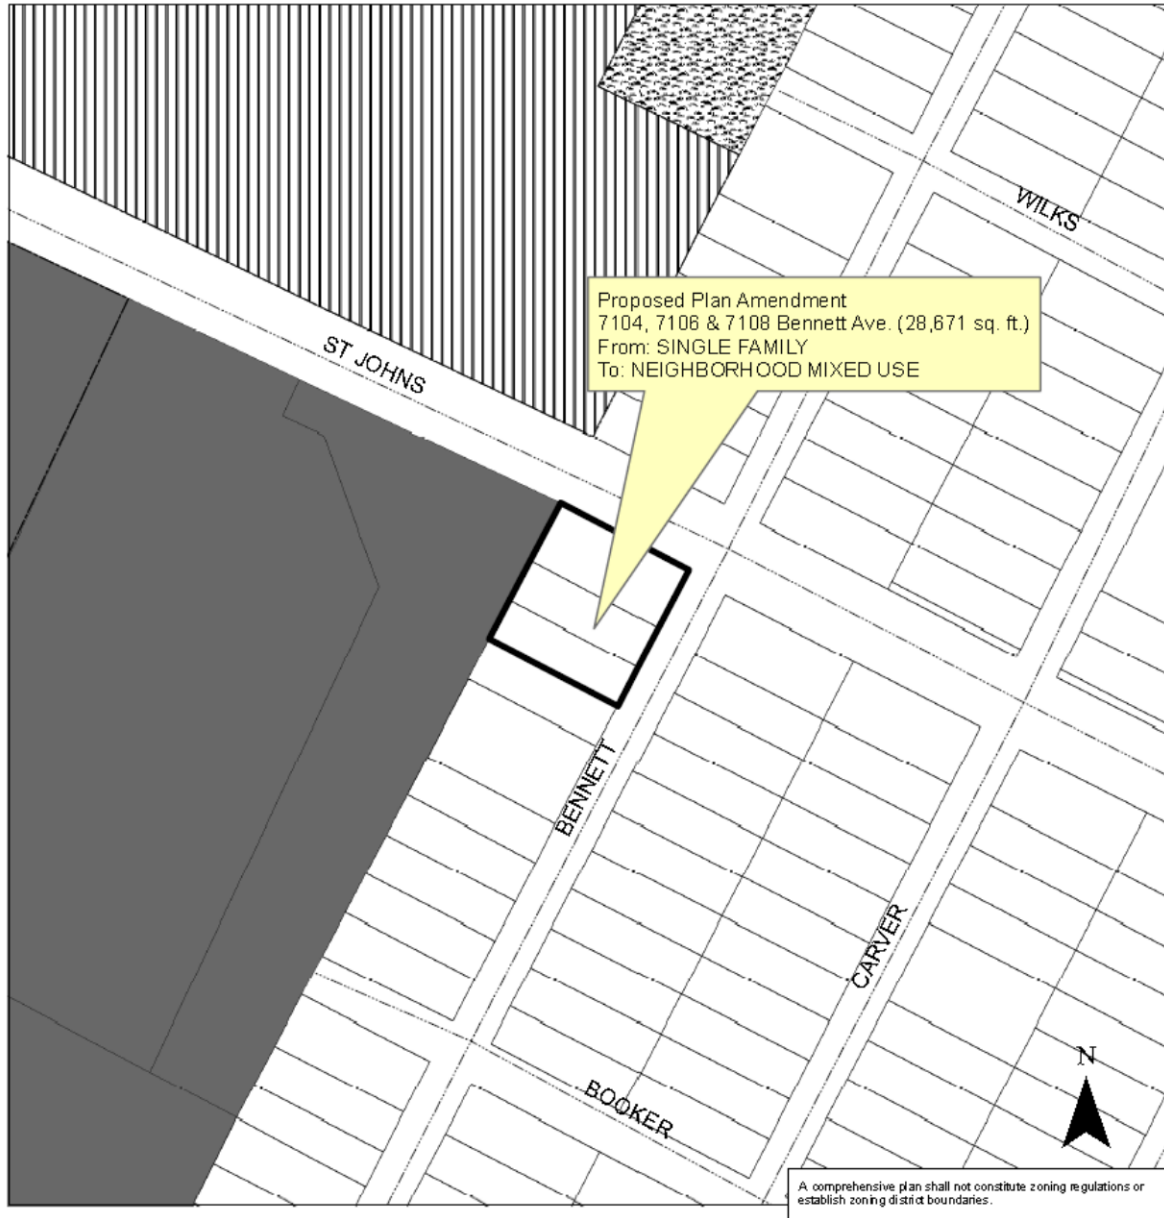 WILKS
Proposed Plan Amendment
7104, 7106 & 7108 Bennett Ave. (28,671 sq. ft.)
From: SINGLE FAMILY
To: NEIGHBORHOOD MIXED USE
ST JOHNS
BENNETT
CARVER
BOOKER
N
A comprehensive plan shall not constitute zoning regulations or
establish zoning district boundaries.